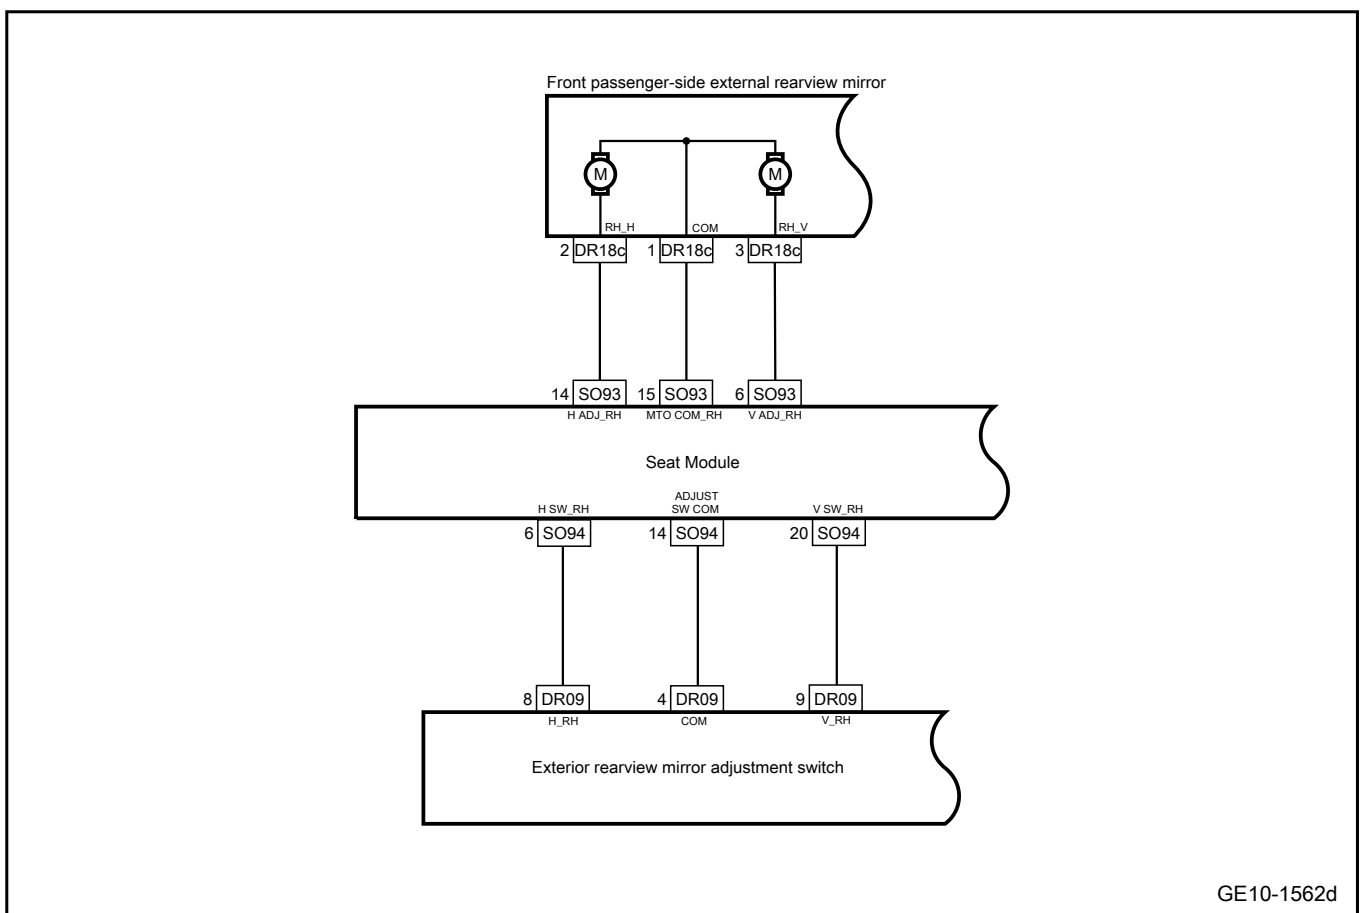 Front passenger-side external rearview mirror
M M
RH_H COM RH_V
2 DR18c 1 DR18c 3 DR18c
14 SO93 15 SO93 6 SO93
H ADJ_RH MTO COM_RH V ADJ_RH
Seat Module
ADJUST
H SW_RH SW COM V SW_RH
6 SO94 14 SO94 20 SO94
8 DR09 4 DR09 9 DR09
H_RH COM V_RH
Exterior rearview mirror adjustment switch
GE10-1562d